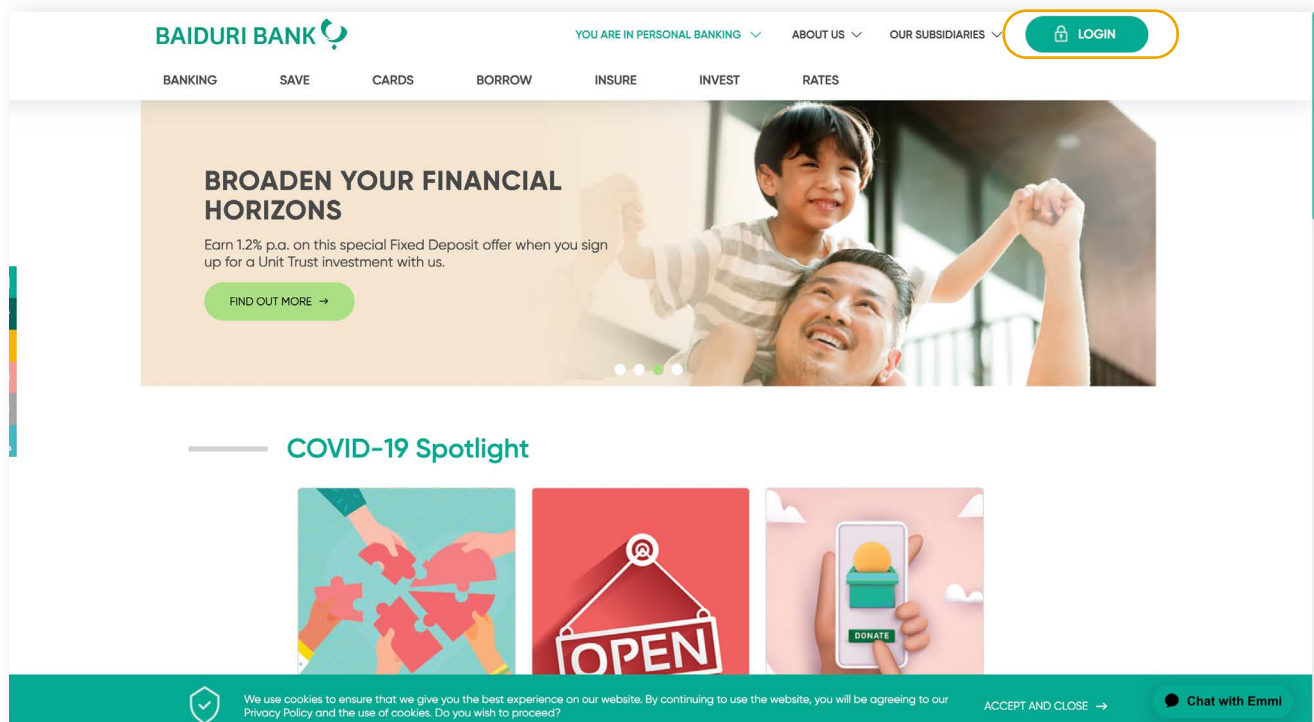 BAIDURI BANK
YOU ARE IN PERSONAL BANKING
ABOUT US
OUR SUBSIDIARIES
LOGIN
BANKING
SAVE
CARDS
BORROW
INSURE
INVEST
RATES
BROADEN YOUR FINANCIAL
HORIZONS
Earn 1.2% p.a. on this special Fixed Deposit offer when you sign
up for a Unit Trust investment with us.
FIND OUT MORE →
COVID-19 Spotlight
OPEN
DONATE
We use cookies to ensure that we give you the best experience on our website. By continuing to use the website, you will be agreeing to our
Privacy Policy and the use of cookies. Do you wish to proceed?
ACCEPT AND CLOSE →
Chat with Emmi